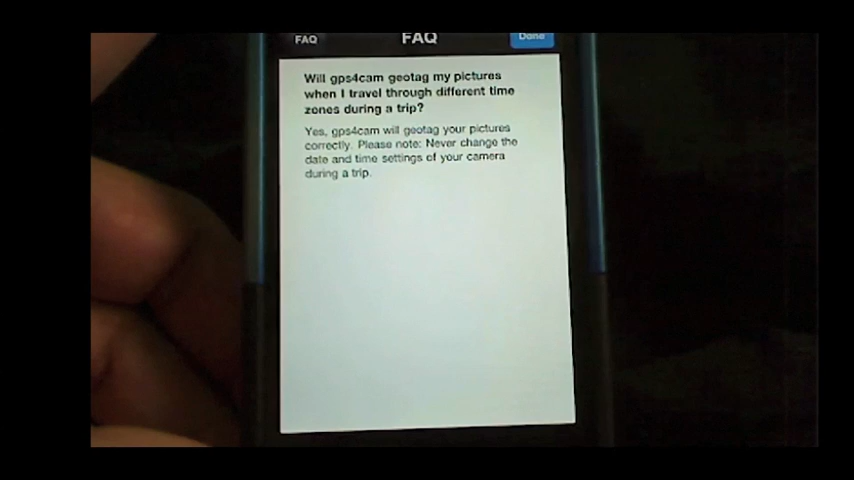 FAQ FAQ Done
Will gps4cam geotag my pictures
when I travel through different time
zones during a trip?
Yes, gps4cam will geotag your pictures
correctly. Please note: Never change the
date and time settings of your camera
during a trip.